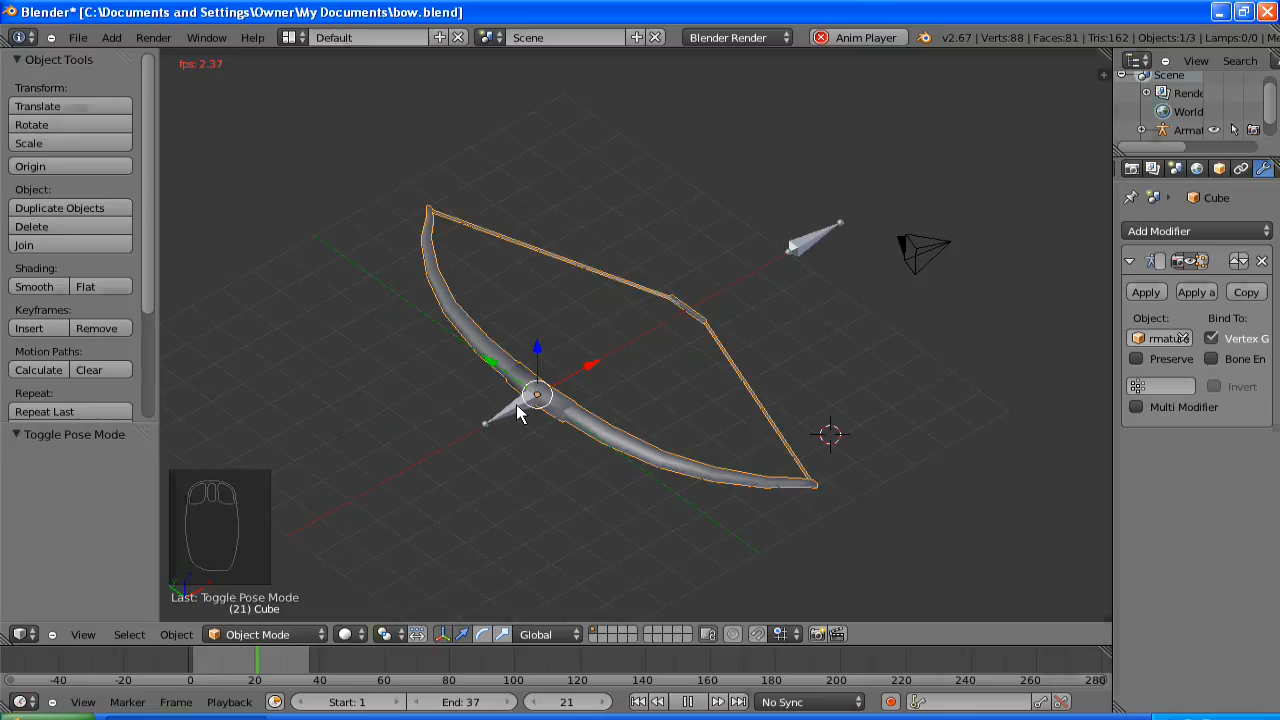 Blender* [C:\Documents and Settings\Owner\My Documents\bow.blend]
File Add Render Window Help Default Scene Blender Render Anim Player v2.67 | Verts:88 | Faces:81 | Tris:162 | Objects:1/3 | Lamps:0/0 | Me
Object Tools
fps: 2.37
View Search
Scene
Rende
World
Armat
Transform:
Translate
Rotate
Scale
Origin
Object:
Duplicate Objects
Delete
Join
Shading:
Smooth Flat
Keyframes:
Insert Remove
Motion Paths:
Calculate Clear
Repeat:
Repeat Last
Toggle Pose Mode
Cube
Add Modifier
Apply Apply a Copy
Object: Bind To:
mature Vertex G
Preserve Bone En
Invert
Multi Modifier
Last: Toggle Pose Mode
(21) Cube
View Select Object Object Mode Global
-40 -20 0 20 40 60 80 100 120 140 160 180 200 220 240 260 280
View Marker Frame Playback Start: 1 End: 37 21 No Sync